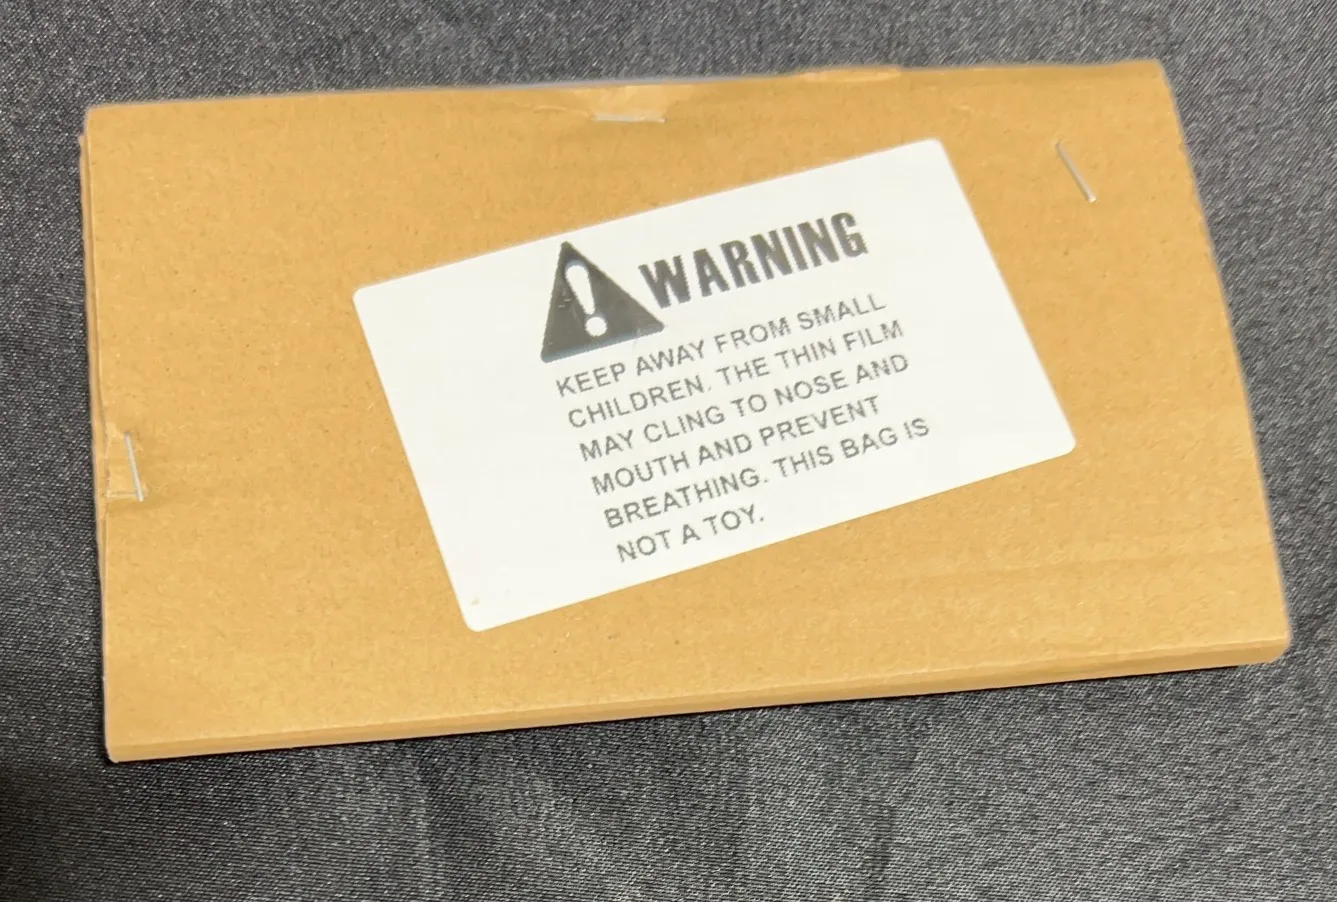 WARNING
KEEP AWAY FROM SMALL
CHILDREN. THE THIN FILM
MAY CLING TO NOSE AND
MOUTH AND PREVENT
BREATHING. THIS BAG IS
NOT A TOY.